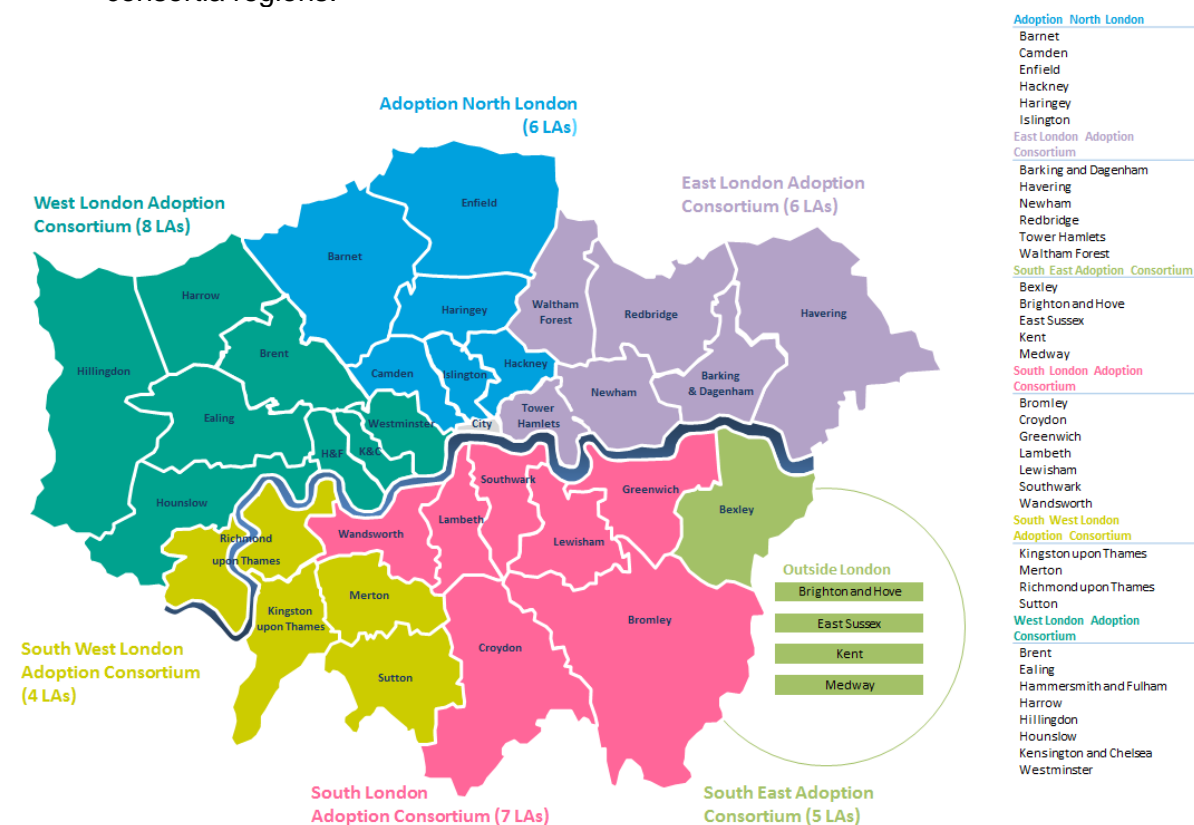 consortia regions.
Adoption North London
(6 LAs)
West London Adoption
Consortium (8 LAs)
East London Adoption
Consortium (6 LAs)
Enfield
Barnet
Harrow
Haringey
Waltham
Forest
Redbridge
Havering
Brent
Hillingdon
Camden
Islington
Hackney
Newham
Barking
& Dagenham
Ealing
Westminster
City
Tower
Hamlets
H&F
K&C
Southwark
Greenwich
Hounslow
Bexley
Lambeth
Wandsworth
Richmond
upon Thames
Lewisham
Merton
Kingston
upon Thames
Bromley
Croydon
Sutton
Outside London
Brighton and Hove
East Sussex
Kent
Medway
South West London
Adoption Consortium
(4 LAs)
South London
Adoption Consortium (7 LAs)
South East Adoption
Consortium (5 LAs)
Adoption North London
Barnet
Camden
Enfield
Hackney
Haringey
Islington
East London Adoption
Consortium
Barking and Dagenham
Havering
Newham
Redbridge
Tower Hamlets
Waltham Forest
South East Adoption Consortium
Bexley
Brighton and Hove
East Sussex
Kent
Medway
South London Adoption
Consortium
Bromley
Croydon
Greenwich
Lambeth
Lewisham
Southwark
Wandsworth
South West London
Adoption Consortium
Kingston upon Thames
Merton
Richmond upon Thames
Sutton
West London Adoption
Consortium
Brent
Ealing
Hammersmith and Fulham
Harrow
Hillingdon
Hounslow
Kensington and Chelsea
Westminster